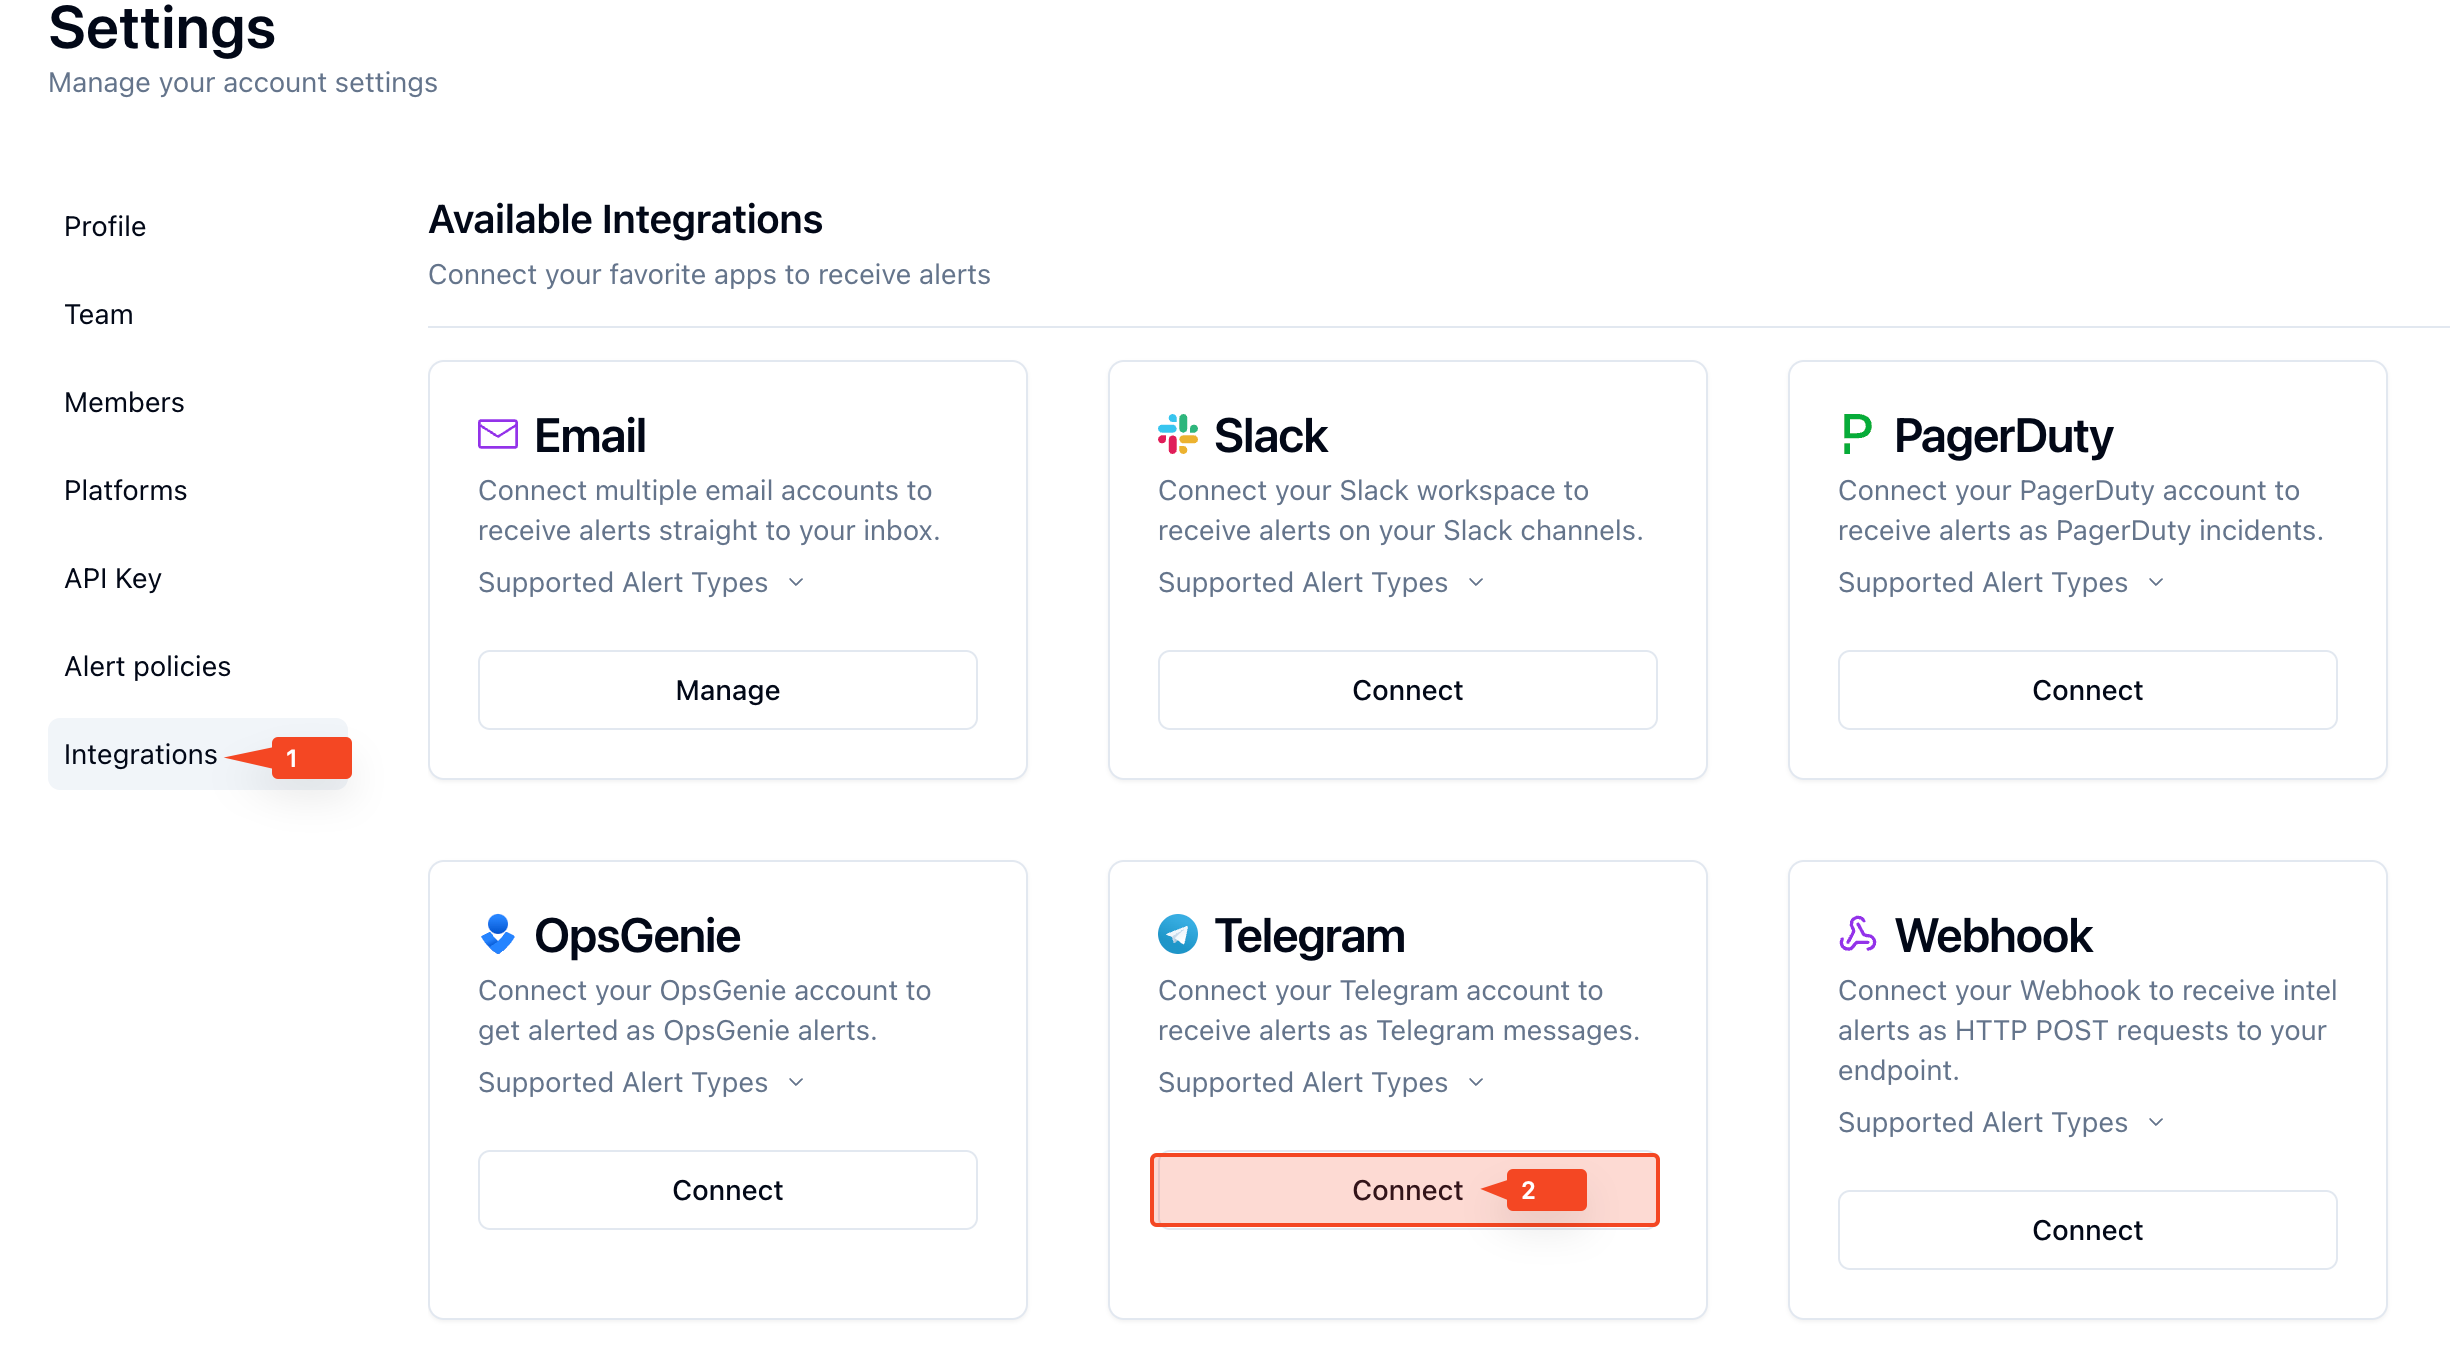 Settings
Manage your account settings
Profile
Team
Members
Platforms
API Key
Alert policies
Integrations
1
Available Integrations
Connect your favorite apps to receive alerts
Email
Connect multiple email accounts to
receive alerts straight to your inbox.
Supported Alert Types
Manage
Slack
Connect your Slack workspace to
receive alerts on your Slack channels.
Supported Alert Types
Connect
PagerDuty
Connect your PagerDuty account to
receive alerts as PagerDuty incidents.
Supported Alert Types
Connect
OpsGenie
Connect your OpsGenie account to
get alerted as OpsGenie alerts.
Supported Alert Types
Connect
Telegram
Connect your Telegram account to
receive alerts as Telegram messages.
Supported Alert Types
Connect
2
Webhook
Connect your Webhook to receive intel
alerts as HTTP POST requests to your
endpoint.
Supported Alert Types
Connect